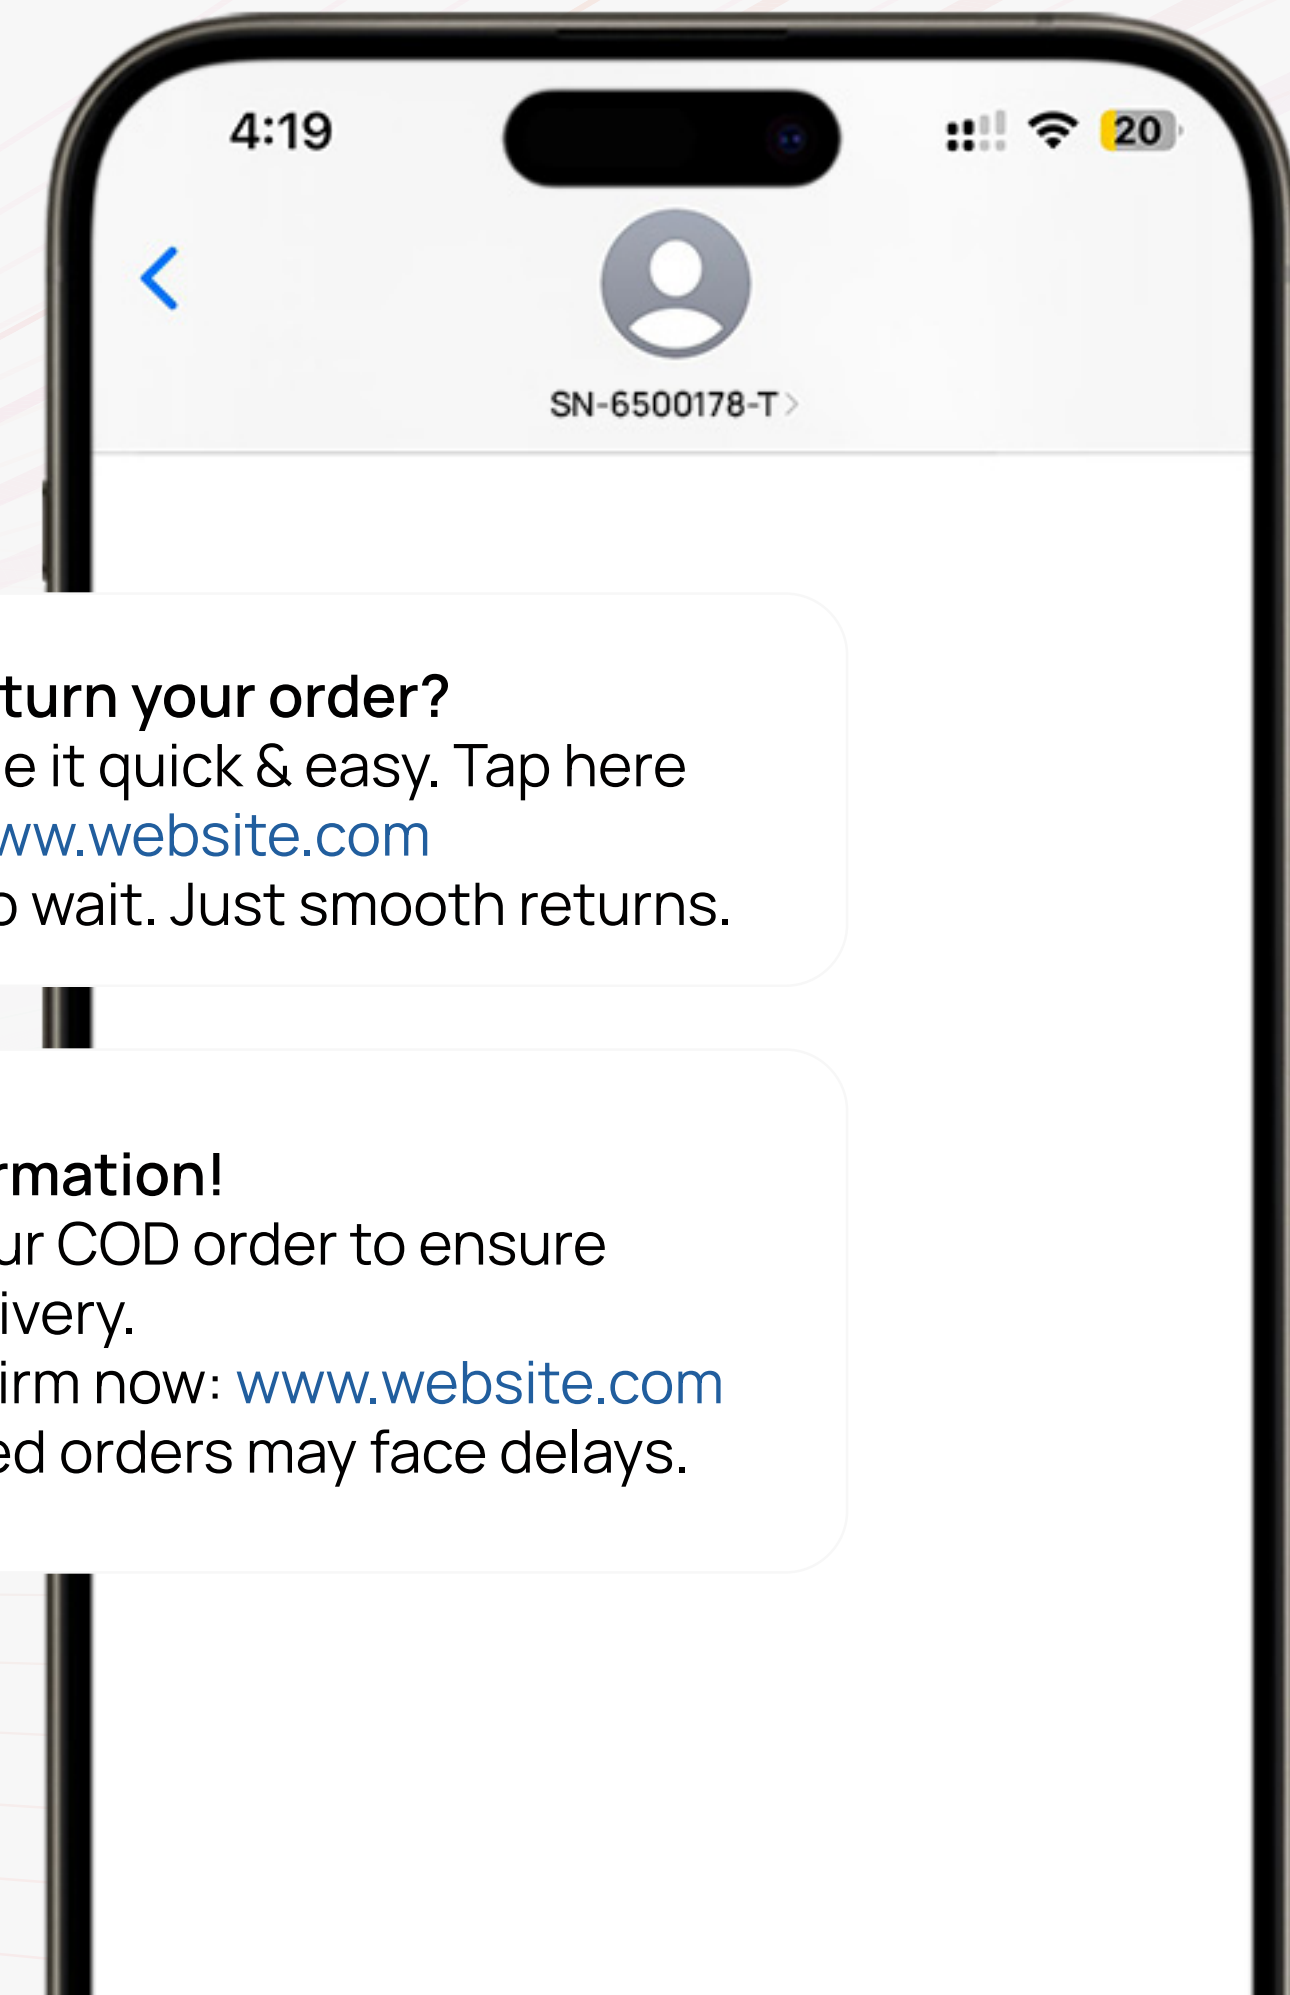 4:19
20
SN-6500178-T
turn your order?
e it quick & easy. Tap here
ww.website.com
wait. Just smooth returns.
rmation!
ur COD order to ensure
ivery.
irm now: www.website.com
ed orders may face delays.